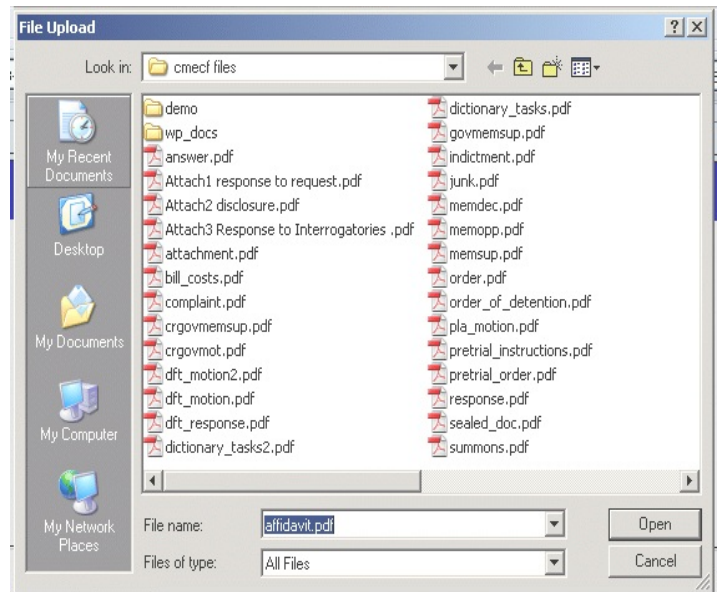 File Upload
Look in:
cmecf files
My Recent
Documents
Desktop
My Documents
My Computer
My Network
Places
demo
wp_docs
answer.pdf
Attach1 response to request.pdf
Attach2 disclosure.pdf
Attach3 Response to Interrogatories .pdf
attachment.pdf
bill_costs.pdf
complaint.pdf
crgovmemsup.pdf
crgovmot.pdf
dft_motion2.pdf
dft_motion.pdf
dft_response.pdf
dictionary_tasks2.pdf
dictionary_tasks.pdf
govmemsup.pdf
indictment.pdf
junk.pdf
memdec.pdf
memopp.pdf
memsup.pdf
order.pdf
order_of_detention.pdf
pla_motion.pdf
pretrial_instructions.pdf
pretrial_order.pdf
response.pdf
sealed_doc.pdf
summons.pdf
File name:
affidavit.pdf
Open
Files of type:
All Files
Cancel